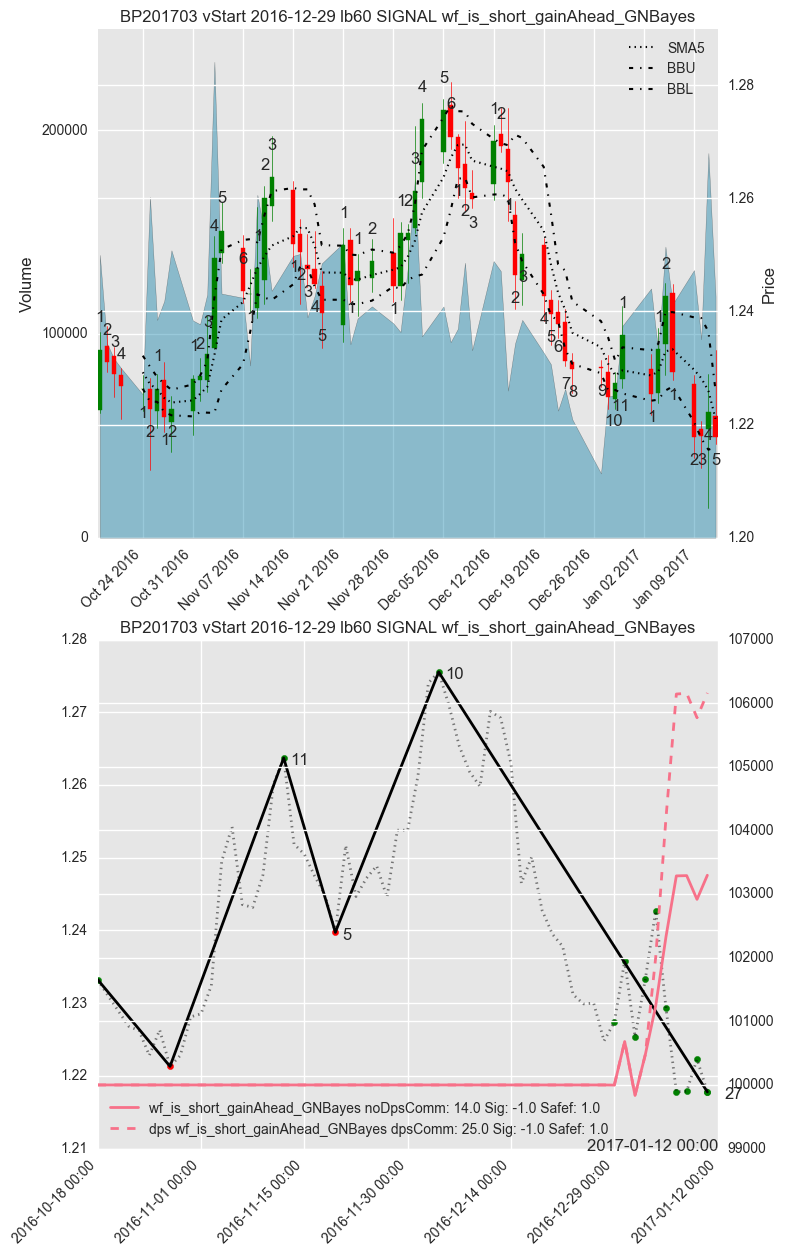 BP201703 vStart 2016-12-29 lb60 SIGNAL wf_is_short_gainAhead_GNBayes
SMA5
BBU
BBL
Volume
200000
100000
0
Price
1.28
1.26
1.24
1.22
1.20
Oct 24 2016
Oct 31 2016
Nov 07 2016
Nov 14 2016
Nov 21 2016
Nov 28 2016
Dec 05 2016
Dec 12 2016
Dec 19 2016
Dec 26 2016
Jan 02 2017
Jan 09 2017
BP201703 vStart 2016-12-29 lb60 SIGNAL wf_is_short_gainAhead_GNBayes
1.28
1.27
1.26
1.25
1.24
1.23
1.22
1.21
107000
106000
105000
104000
103000
102000
101000
100000
99000
10
11
5
27
wf_is_short_gainAhead_GNBayes noDpsComm: 14.0 Sig: -1.0 Safef: 1.0
dps wf_is_short_gainAhead_GNBayes dpsComm: 25.0 Sig: -1.0 Safef: 1.0
2017-01-12 00:00
2016-10-18 00:00
2016-11-01 00:00
2016-11-15 00:00
2016-11-30 00:00
2016-12-14 00:00
2016-12-29 00:00
2017-01-12 00:00